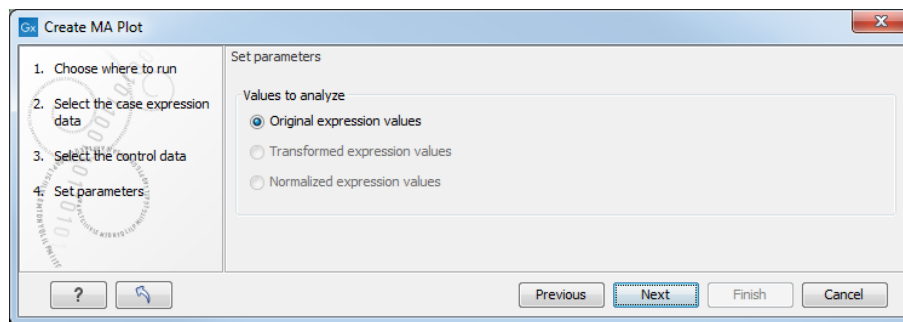 Gx Create MA Plot
1. Choose where to run
2. Select the case expression
data
3. Select the control data
4. Set parameters
Set parameters
Values to analyze
Original expression values
Transformed expression values
Normalized expression values
?
Previous
Next
Finish
Cancel